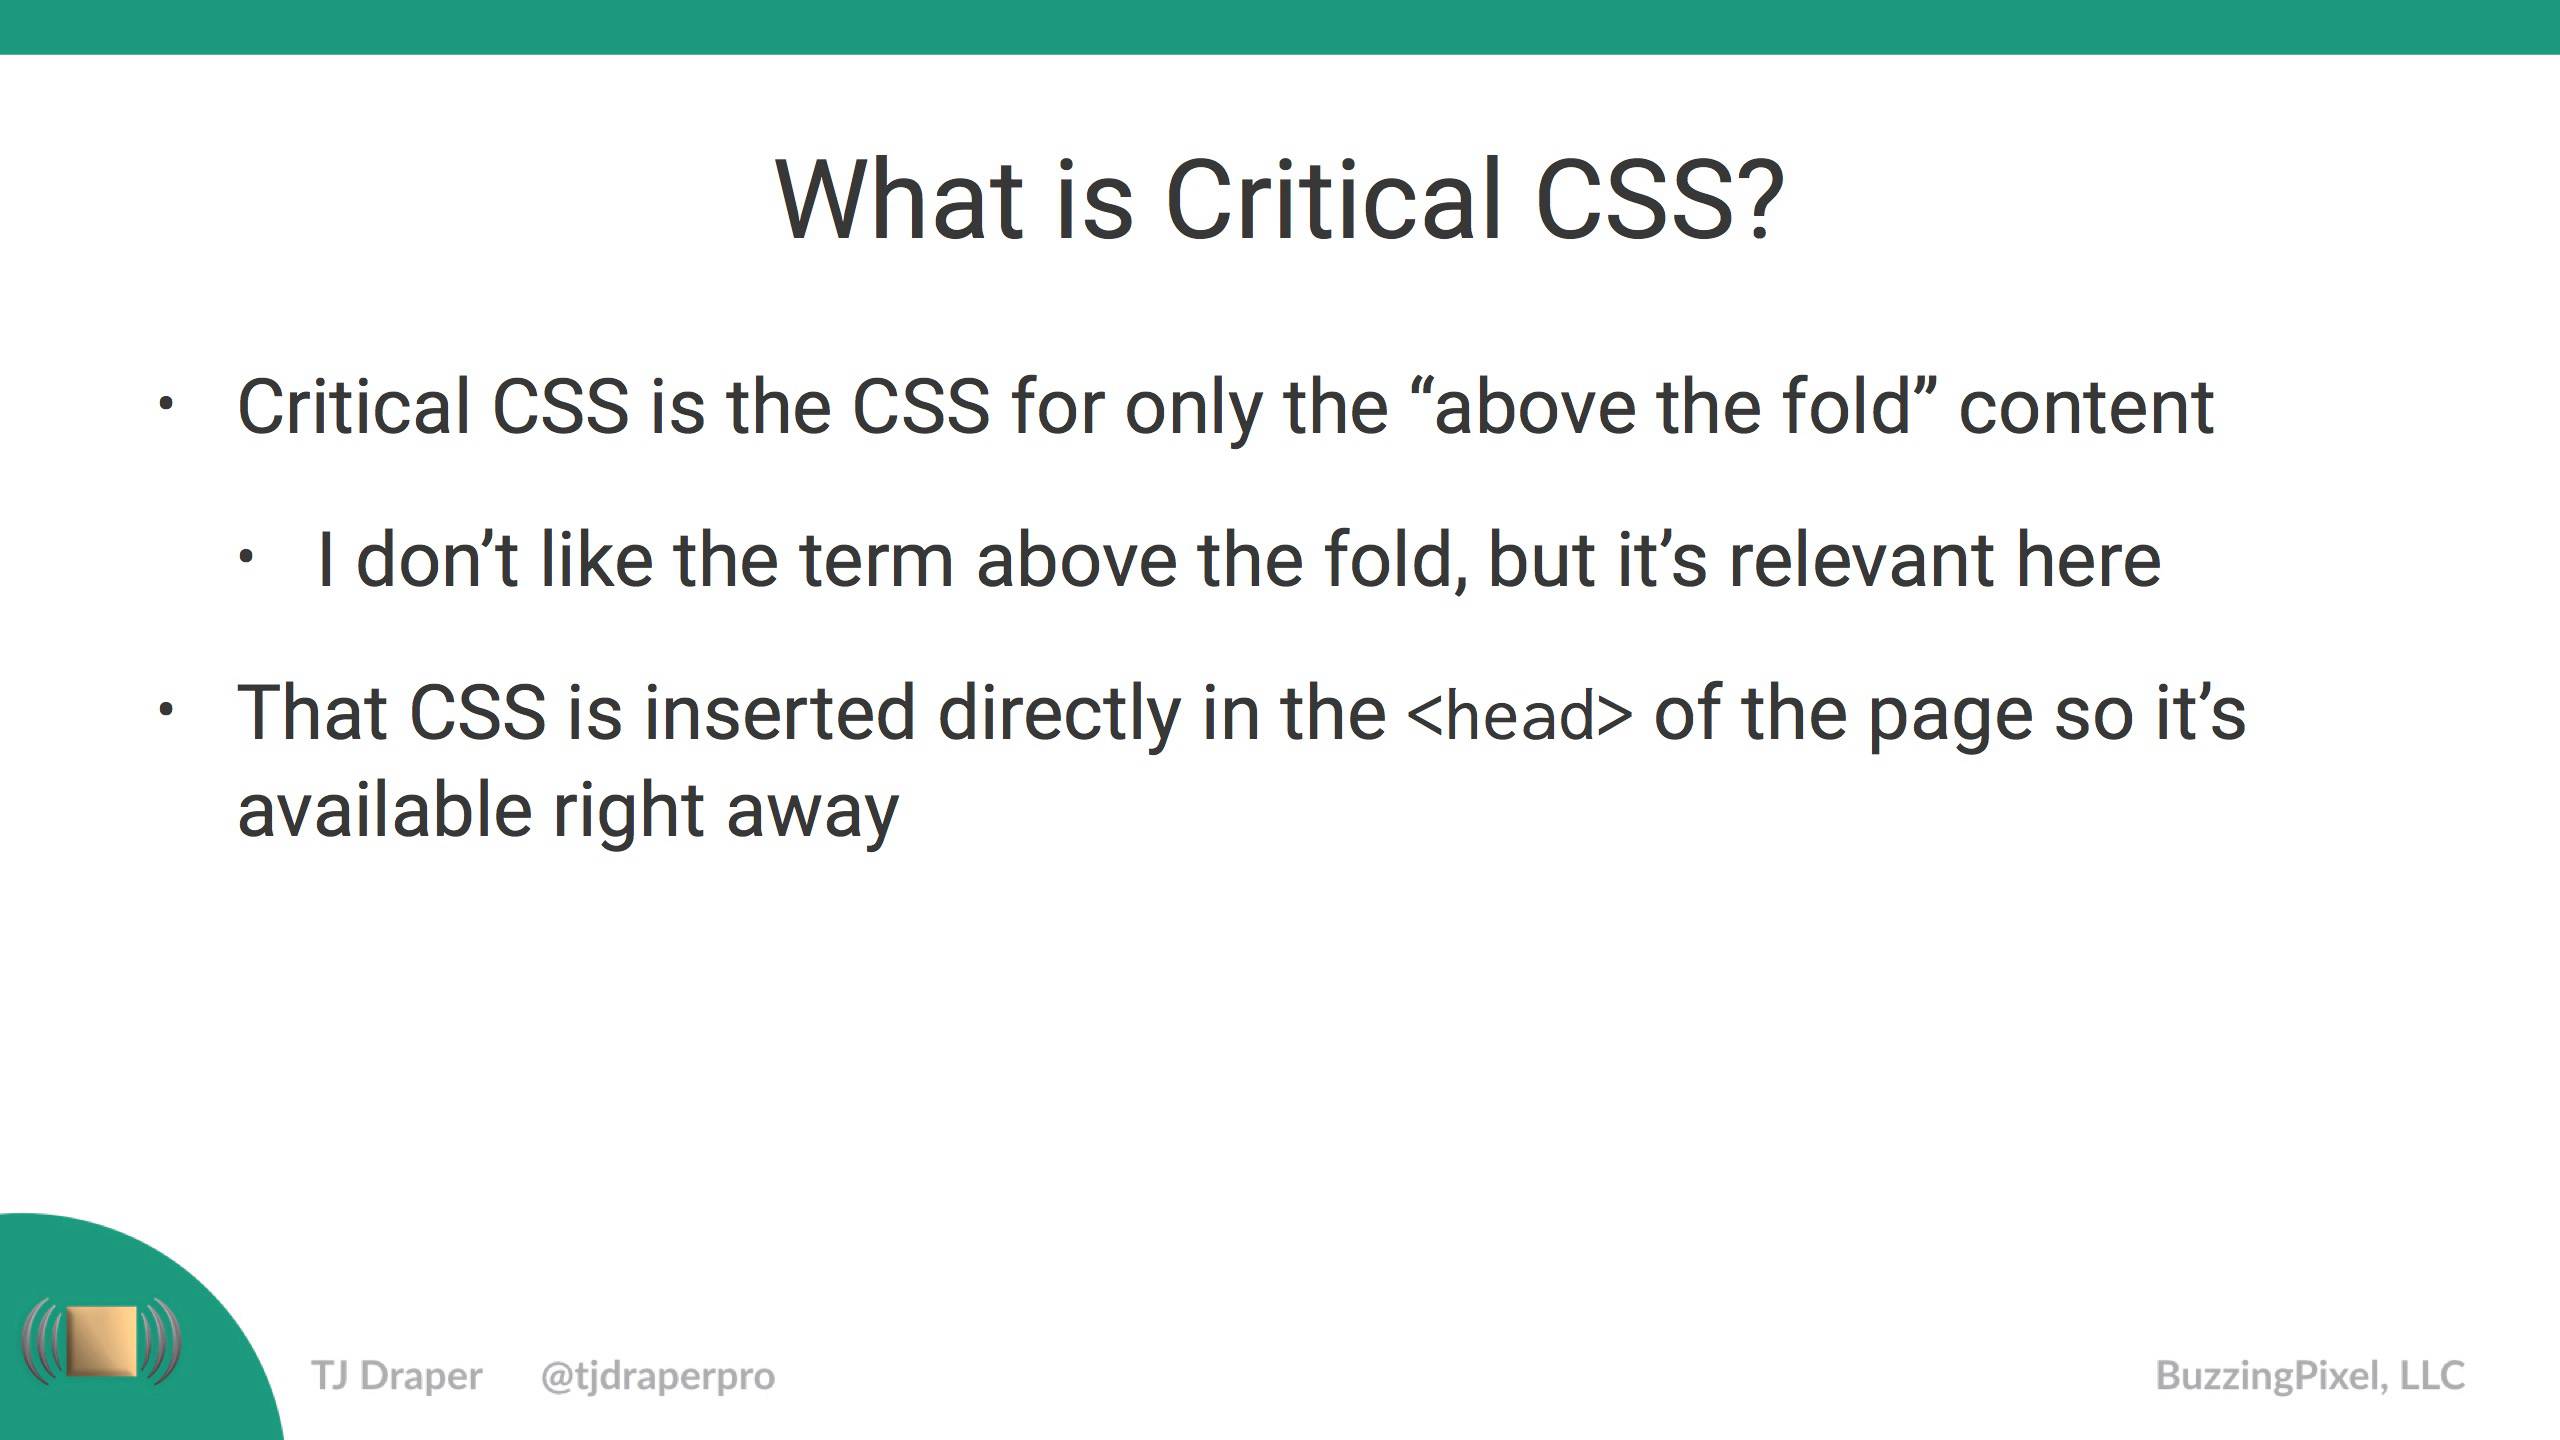 What is Critical CSS?
• Critical CSS is the CSS for only the “above the fold” content
• I don’t like the term above the fold, but it’s relevant here
• That CSS is inserted directly in the <head> of the page so it’s
available right away
TJ Draper @tjdraperpro BuzzingPixel, LLC